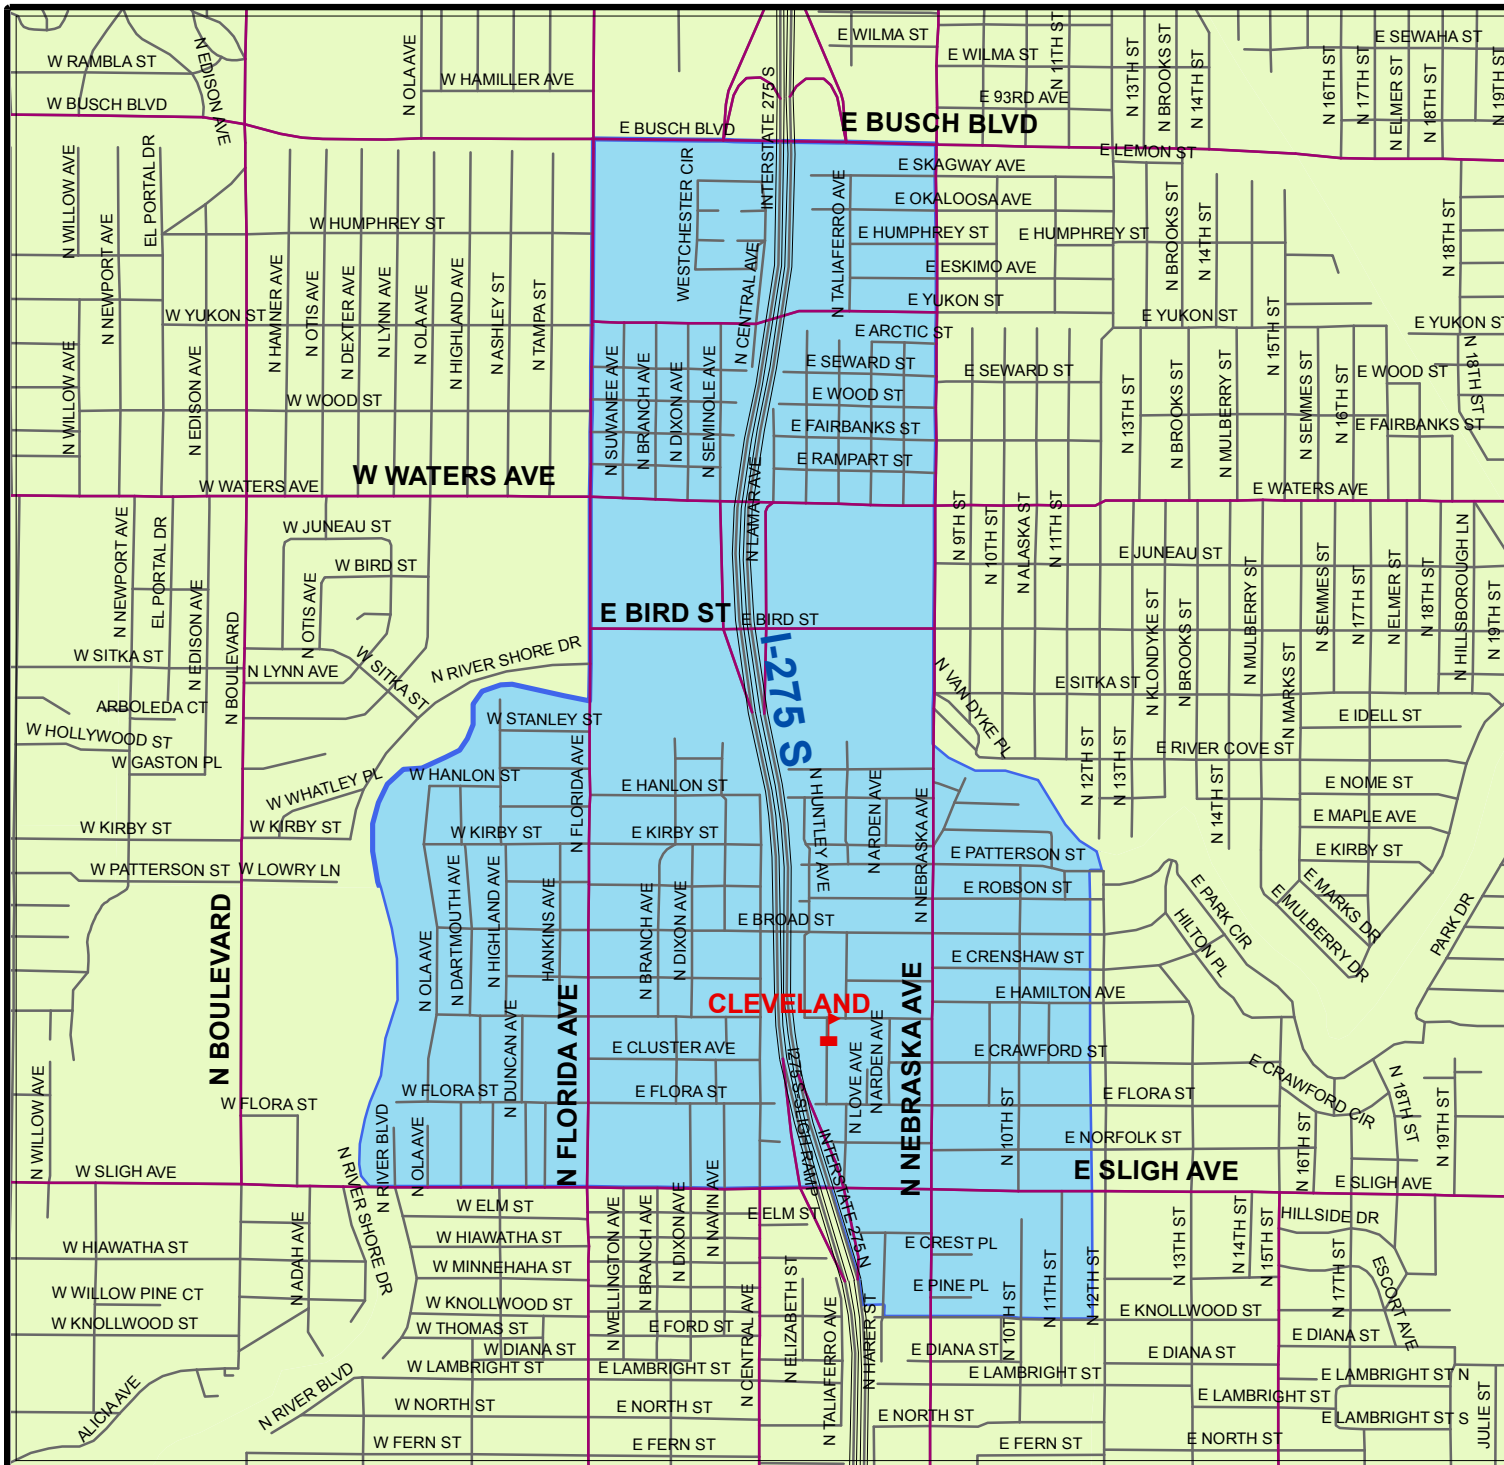 E WILMA ST
E SEWAHA ST
W RAMBLA ST
N EDISON AVE
N OLA AVE
W HAMILLER AVE
INTERSTATE 275 S
E WILMA ST
N 11TH ST
N 13TH ST
N BROOKS ST
N 14TH ST
N 16TH ST
N 17TH ST
N ELMER ST
N 18TH ST
N 19TH ST
W BUSCH BLVD
E 93RD AVE
E BUSCH BLVD
E BUSCH BLVD
E LEMON ST
N WILLOW AVE
N NEWPORT AVE
EL PORTAL DR
WESTCHESTER CIR
E SKAGWAY AVE
E OKALOOSA AVE
W HUMPHREY ST
E HUMPHREY ST
E HUMPHREY ST
N TALIAFERRO AVE
N BROOKS ST
N 14TH ST
N 18TH ST
E ESKIMO AVE
N HAMNER AVE
N OTIS AVE
N DEXTER AVE
N LYNN AVE
N OLA AVE
N HIGHLAND AVE
N ASHLEY ST
N TAMPA ST
N CENTRAL AVE
E YUKON ST
W YUKON ST
E YUKON ST
E YUKON ST
E ARCTIC ST
N 15TH ST
N 18TH ST
N WILLOW AVE
N EDISON AVE
N SUWANEE AVE
N BRANCH AVE
N DIXON AVE
N SEMINOLE AVE
E SEWARD ST
E SEWARD ST
E WOOD ST
N 13TH ST
N BROOKS ST
N MULBERRY ST
N SEMMES ST
N 16TH ST
W WOOD ST
E WOOD ST
E FAIRBANKS ST
E FAIRBANKS ST
E RAMPART ST
W WATERS AVE
W WATERS AVE
E WATERS AVE
N LAMAR AVE
N NEWPORT AVE
EL PORTAL DR
N EDISON AVE
W JUNEAU ST
W BIRD ST
N OTIS AVE
N 9TH ST
N 10TH ST
N ALASKA ST
N 11TH ST
E JUNEAU ST
N KLONDYKE ST
N BROOKS ST
N MULBERRY ST
N MARKS ST
N SEMMES ST
N 17TH ST
N ELMER ST
N 18TH ST
N HILLSBOROUGH LN
N 19TH ST
E BIRD ST
E BIRD ST
I-275 S
W SITKA ST
N LYNN AVE
W SITKA ST
N RIVER SHORE DR
N BOULEVARD
N VAN DYKE PL
E SITKA ST
ARBOLEDA CT
W STANLEY ST
E IDELL ST
W HOLLYWOOD ST
W GASTON PL
N FLORIDA AVE
E RIVER COVE ST
N 12TH ST
N 13TH ST
N 14TH ST
W HANLON ST
E HANLON ST
N HUNTLEY AVE
N ARDEN AVE
N NEBRASKA AVE
E NOME ST
W WHATLEY PL
E MAPLE AVE
W KIRBY ST
W KIRBY ST
W KIRBY ST
E KIRBY ST
E KIRBY ST
E PATTERSON ST
W PATTERSON ST
W LOWRY LN
E ROBSON ST
N OLA AVE
N DARTMOUTH AVE
N HIGHLAND AVE
HANKINS AVE
N BRANCH AVE
N DIXON AVE
E BROAD ST
E PARK CIR
HILTON PL
E MARKS DR
E MULBERRY DR
PARK DR
E CRENSHAW ST
N BOULEVARD
N FLORIDA AVE
N NEBRASKA AVE
CLEVELAND
E HAMILTON AVE
N DUNCAN AVE
E CLUSTER AVE
N LOVE AVE
N ARDEN AVE
E CRAWFORD ST
E CRAWFORD CIR
N WILLOW AVE
W FLORA ST
W FLORA ST
E FLORA ST
E FLORA ST
I275 S-SLIGH RAMP
N 10TH ST
N 16TH ST
N 18TH ST
N 19TH ST
N RIVER BLVD
N OLA AVE
E NORFOLK ST
W SLIGH AVE
E SLIGH AVE
E SLIGH AVE
N RIVER SHORE DR
INTERSTATE 275 N
N NAVIN AVE
W ELM ST
E ELM ST
HILLSIDE DR
W HIAWATHA ST
N ADAH AVE
W HIAWATHA ST
N WELLINGTON AVE
N BRANCH AVE
N DIXON AVE
E CREST PL
N 13TH ST
N 14TH ST
N 15TH ST
W MINNEHAHA ST
W WILLOW PINE CT
E PINE PL
N 11TH ST
N 12TH ST
N 17TH ST
ESCORT AVE
W KNOLLWOOD ST
W KNOLLWOOD ST
E KNOLLWOOD ST
N CENTRAL AVE
N ELIZABETH ST
N HARER ST
N 10TH ST
W THOMAS ST
E FORD ST
E DIANA ST
W DIANA ST
E DIANA ST
E DIANA ST
W LAMBRIGHT ST
E LAMBRIGHT ST
E LAMBRIGHT ST
E LAMBRIGHT ST N
N RIVER BLVD
ALICIA AVE
N TALIAFERRO AVE
E LAMBRIGHT ST
W NORTH ST
E NORTH ST
E NORTH ST
E LAMBRIGHT ST S
JULIE ST
W FERN ST
E FERN ST
E FERN ST
E NORTH ST